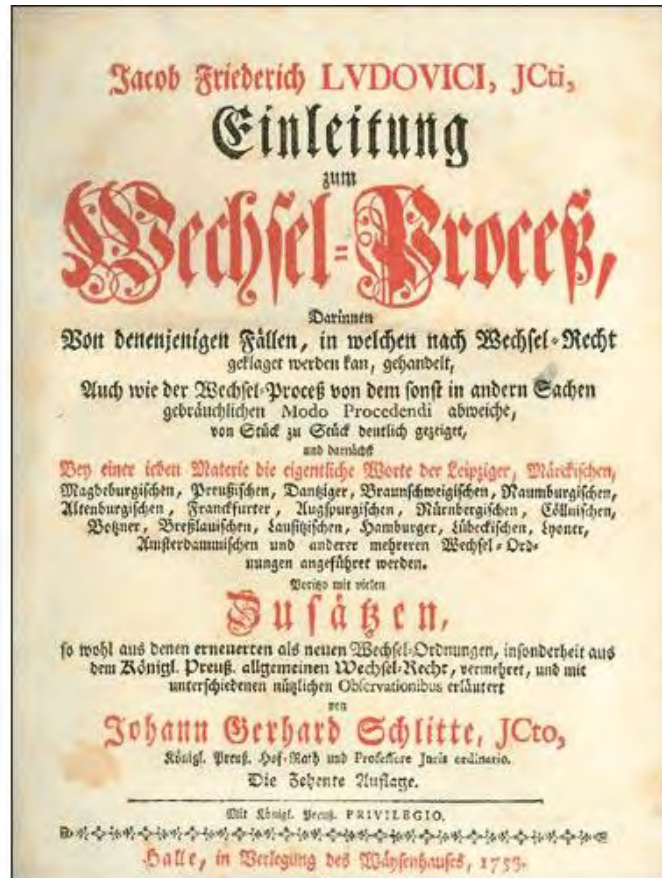 Jacob Friederich LVDOVICI, JCti,
Einleitung
zum
Wechsel-Proceß,
Darinnen
Von denenjenigen Fällen, in welchen nach Wechsel-Recht
geklaget werden kan, gehandelt,
Auch wie der Wechsel-Proceß von dem sonst in andern Sachen
gebräuchlichen Modo Procedendi abweiche,
von Stück zu Stück deutlich gezeiget,
und darnächst
Bey einer ieden Materie die eigentliche Worte der Leipziger, Märckischen,
Magdeburgischen, Preußischen, Dantziger, Braunschweigischen, Naumburgischen,
Altenburgischen, Franckfurter, Augspurgischen, Nürnbergischen, Cöllnischen,
Botzner, Breßlauischen, Lausitzischen, Hamburger, Lübeckischen, Lyoner,
Amsterdammischen und anderer mehreren Wechsel-Ord-
nungen angeführet werden.
Jetzo mit vielen
Zusätzen,
so wohl aus denen erneuerten als neuen Wechsel-Ordnungen, insonderheit aus
dem Königl. Preuß. allgemeinen Wechsel-Recht, vermehret, und mit
unterschiedenen nützlichen Observationibus erläutert
von
Johann Gerhard Schlitte, JCto,
Königl. Preuß. Hof-Rath und Professore Juris ordinario.
Die Zehente Auflage.
Mit Königl. Preuß. PRIVILEGIO.
Halle, in Verlegung des Wäysenhauses, 1753.